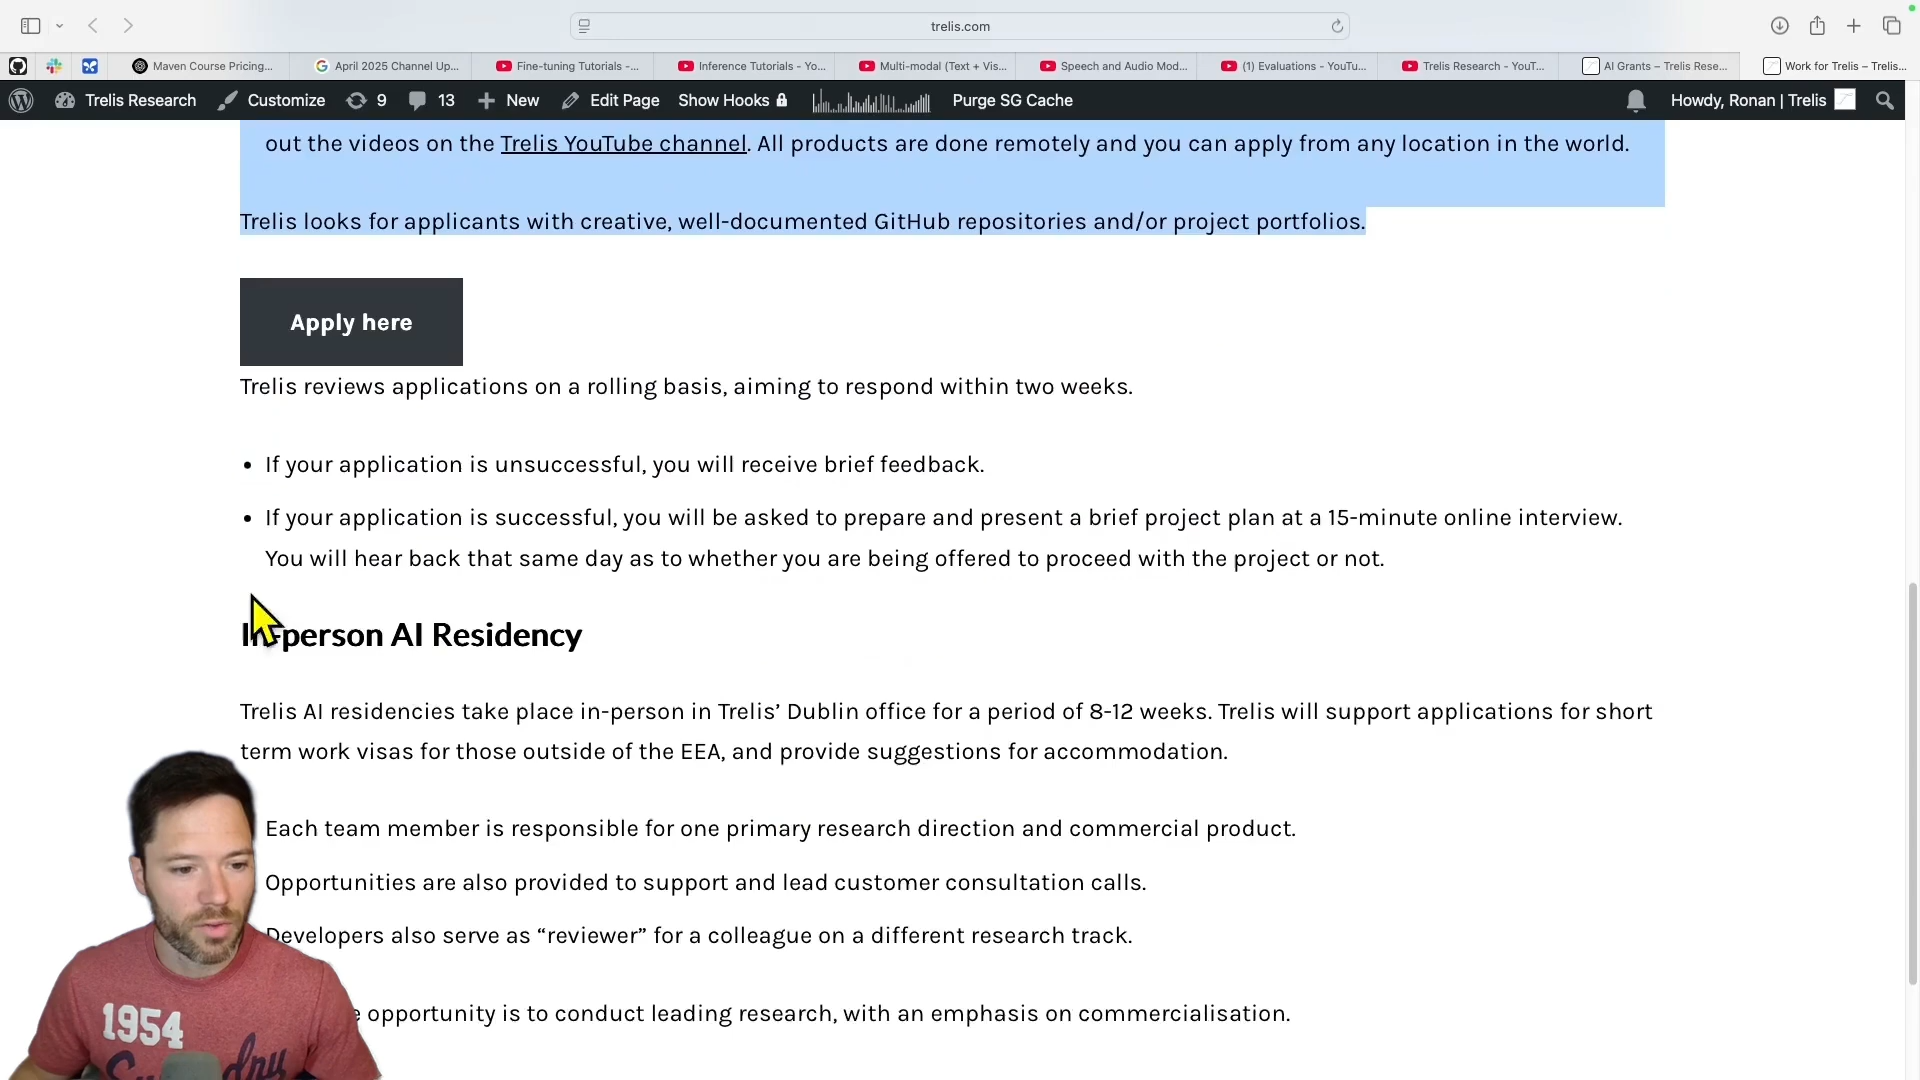 trelis.com
Maven Course Pricing...
April 2025 Channel Up...
Fine-tuning Tutorials -...
Inference Tutorials - Yo...
Multi-modal (Text + Vis...
Speech and Audio Mod...
(1) Evaluations - YouTu...
Trelis Research - YouT...
AI Grants – Trelis Rese...
Work for Trelis – Trelis...
Trelis Research
Customize
9
13
New
Edit Page
Show Hooks
Purge SG Cache
Howdy, Ronan | Trelis
out the videos on the Trelis YouTube channel. All products are done remotely and you can apply from any location in the world.
Trelis looks for applicants with creative, well-documented GitHub repositories and/or project portfolios.
Apply here
Trelis reviews applications on a rolling basis, aiming to respond within two weeks.
• If your application is unsuccessful, you will receive brief feedback.
• If your application is successful, you will be asked to prepare and present a brief project plan at a 15-minute online interview.
You will hear back that same day as to whether you are being offered to proceed with the project or not.
In-person AI Residency
Trelis AI residencies take place in-person in Trelis’ Dublin office for a period of 8-12 weeks. Trelis will support applications for short
term work visas for those outside of the EEA, and provide suggestions for accommodation.
Each team member is responsible for one primary research direction and commercial product.
Opportunities are also provided to support and lead customer consultation calls.
Developers also serve as “reviewer” for a colleague on a different research track.
opportunity is to conduct leading research, with an emphasis on commercialisation.
1954